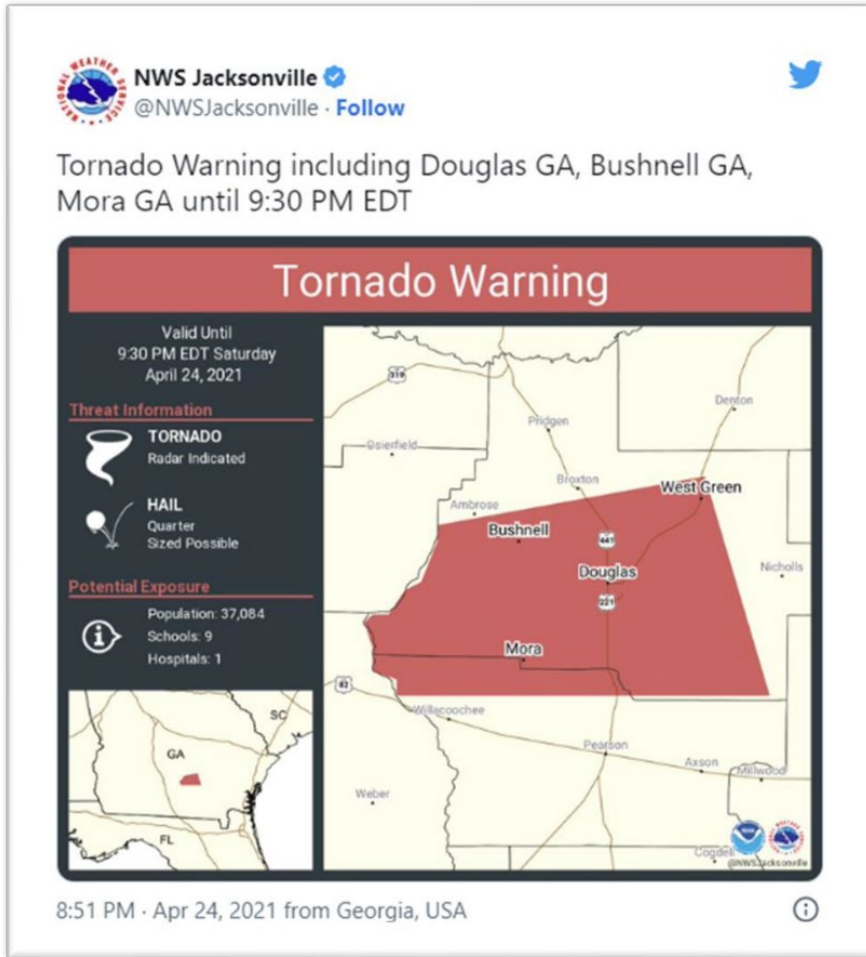 NWS Jacksonville
@NWSJacksonville · Follow
Tornado Warning including Douglas GA, Bushnell GA,
Mora GA until 9:30 PM EDT
Tornado Warning
Valid Until
9:30 PM EDT Saturday
April 24, 2021
Threat Information
TORNADO
Radar Indicated
HAIL
Quarter
Sized Possible
Potential Exposure
Population: 37,084
Schools: 9
Hospitals: 1
SC
GA
FL
319
Denton
Pridgen
Osierfield
Broxton
West Green
Ambrose
Bushnell
441
Nicholls
Douglas
221
Mora
82
Willacoochee
Pearson
Axson
Millwood
Weber
Cogdell
@NWSJacksonville
8:51 PM · Apr 24, 2021 from Georgia, USA